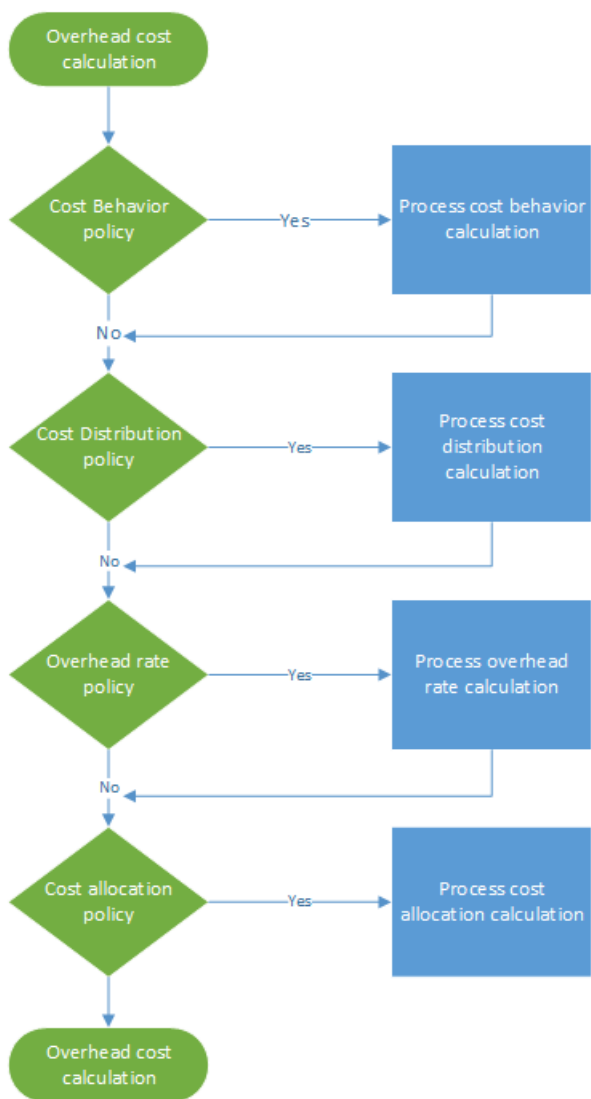 Overhead cost
calculation
Cost Behavior
policy
Yes
Process cost behavior
calculation
No
Cost Distribution
policy
Yes
Process cost
distribution
calculation
No
Overhead rate
policy
Yes
Process overhead
rate calculation
No
Cost allocation
policy
Yes
Process cost
allocation calculation
Overhead cost
calculation